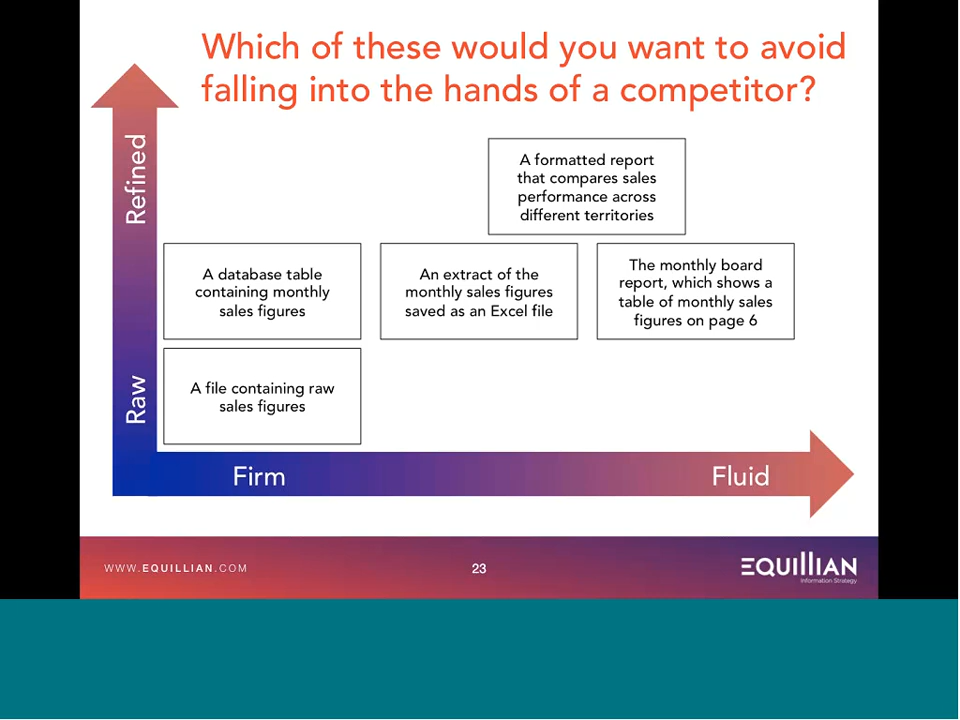 Which of these would you want to avoid
falling into the hands of a competitor?
Refined
Raw
A formatted report
that compares sales
performance across
different territories
A database table
containing monthly
sales figures
An extract of the
monthly sales figures
saved as an Excel file
The monthly board
report, which shows a
table of monthly sales
figures on page 6
A file containing raw
sales figures
Firm
Fluid
WWW.EQUILLIAN.COM
23
EQUILLIAN
Information Strategy